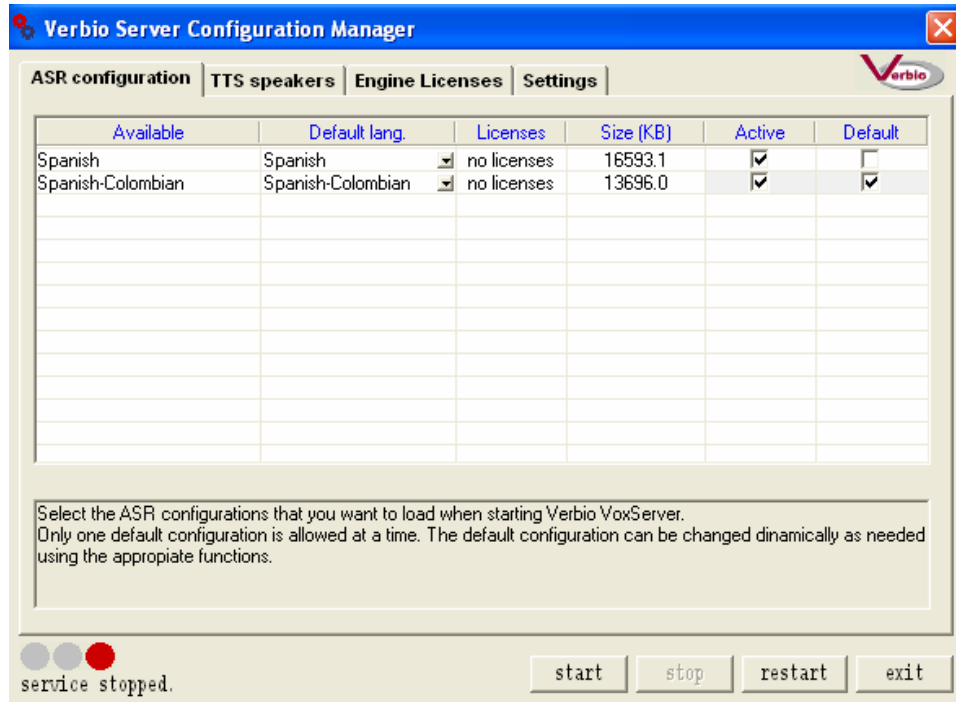 Verbio Server Configuration Manager
ASR configuration TTS speakers Engine Licenses Settings Verbio
Available Default lang. Licenses Size (KB) Active Default
Spanish Spanish no licenses 16593.1
Spanish-Colombian Spanish-Colombian no licenses 13696.0
Select the ASR configurations that you want to load when starting Verbio VoxServer.
Only one default configuration is allowed at a time. The default configuration can be changed dinamically as needed
using the appropiate functions.
service stopped.
start stop restart exit